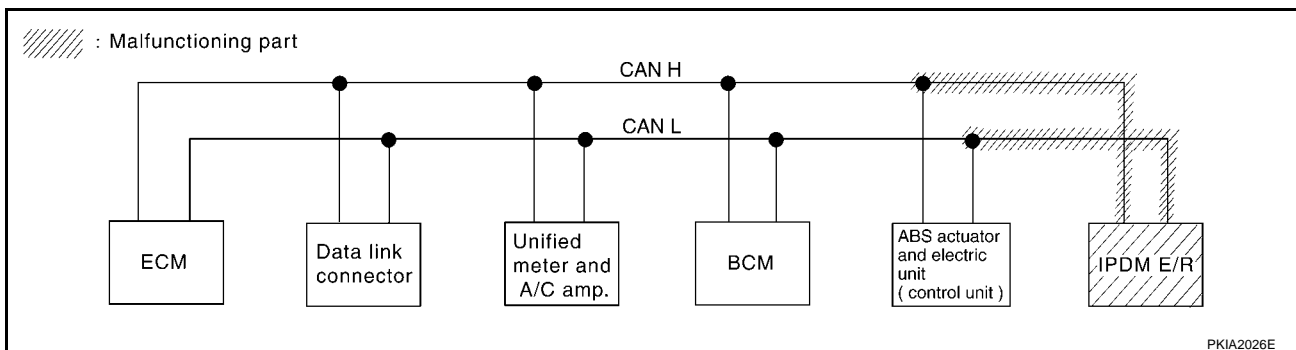 : Malfunctioning part
CAN H
CAN L
ECM
Data link
connector
Unified
meter and
A/C amp.
BCM
ABS actuator
and electric
unit
( control unit )
IPDM E/R
PKIA2026E